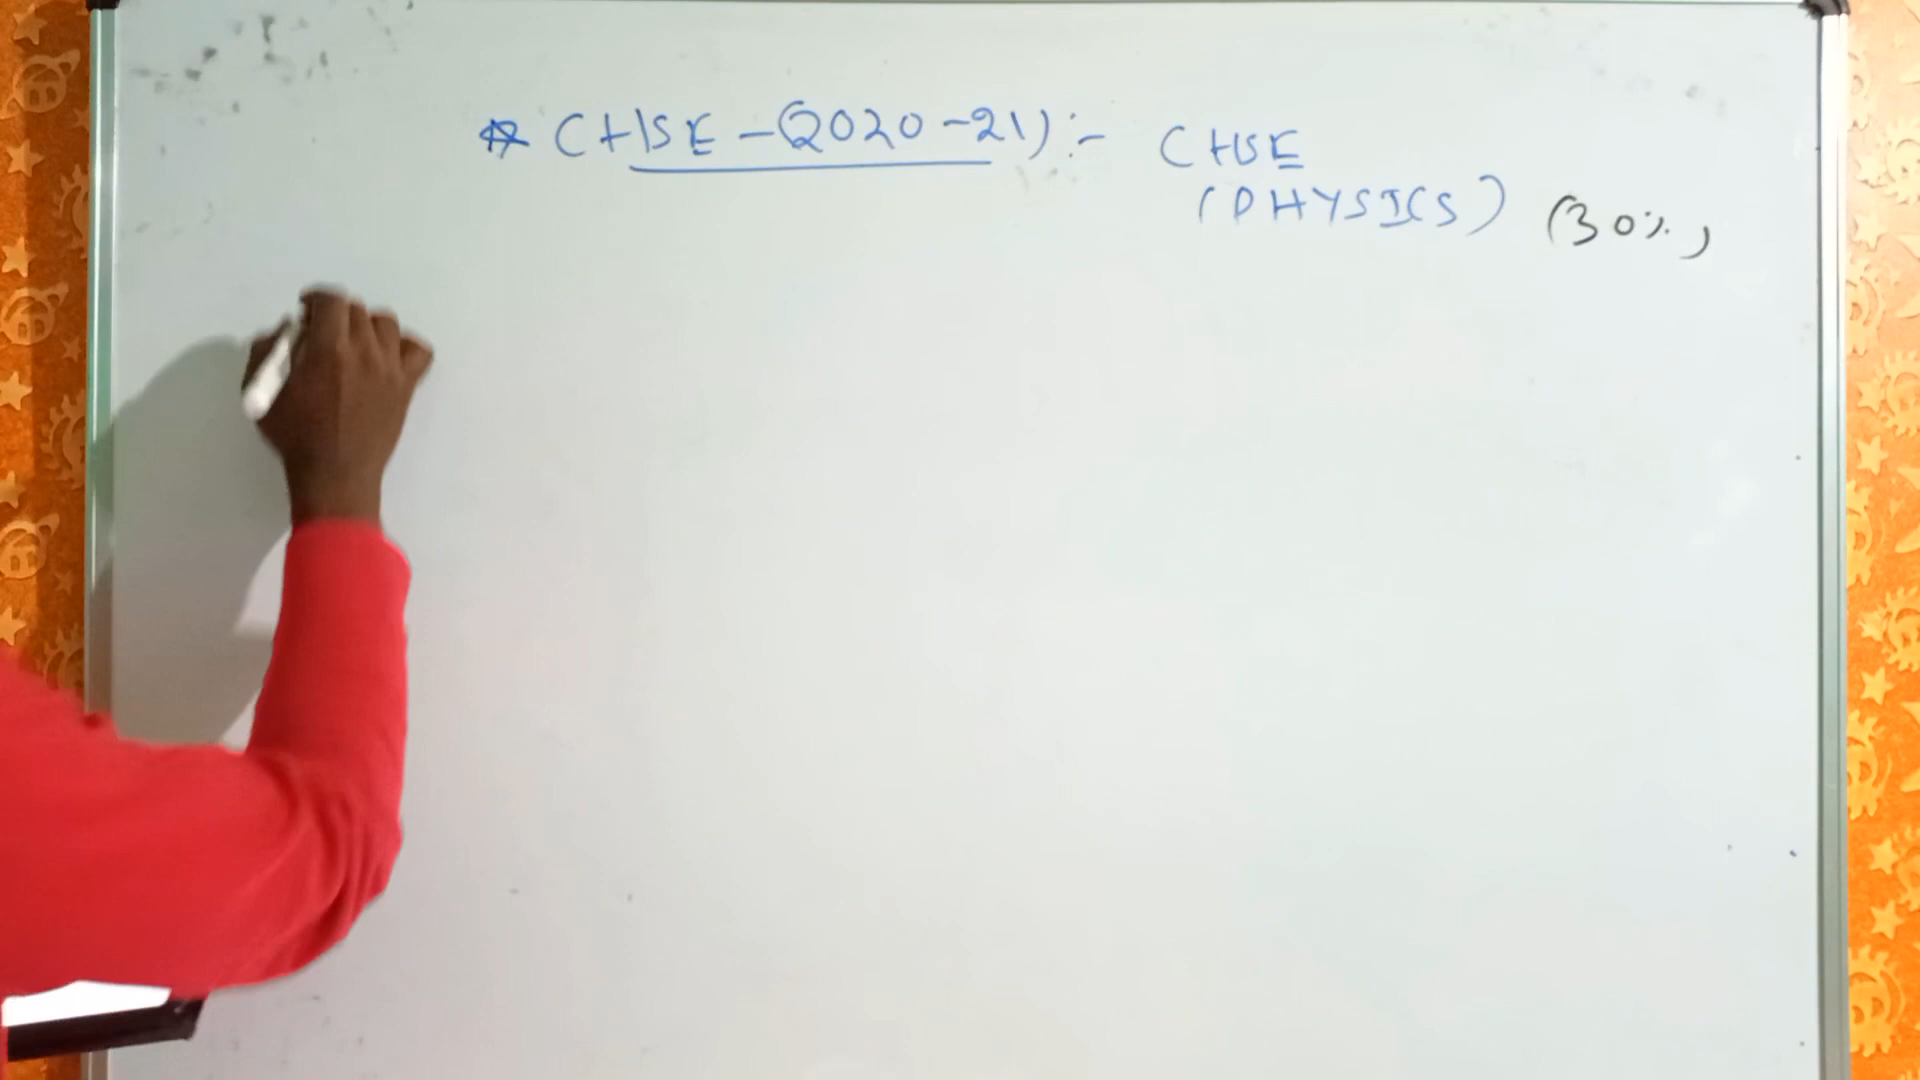 ☆ CHSE - (2020-21) :- CHSE
(PHYSICS) (30%)